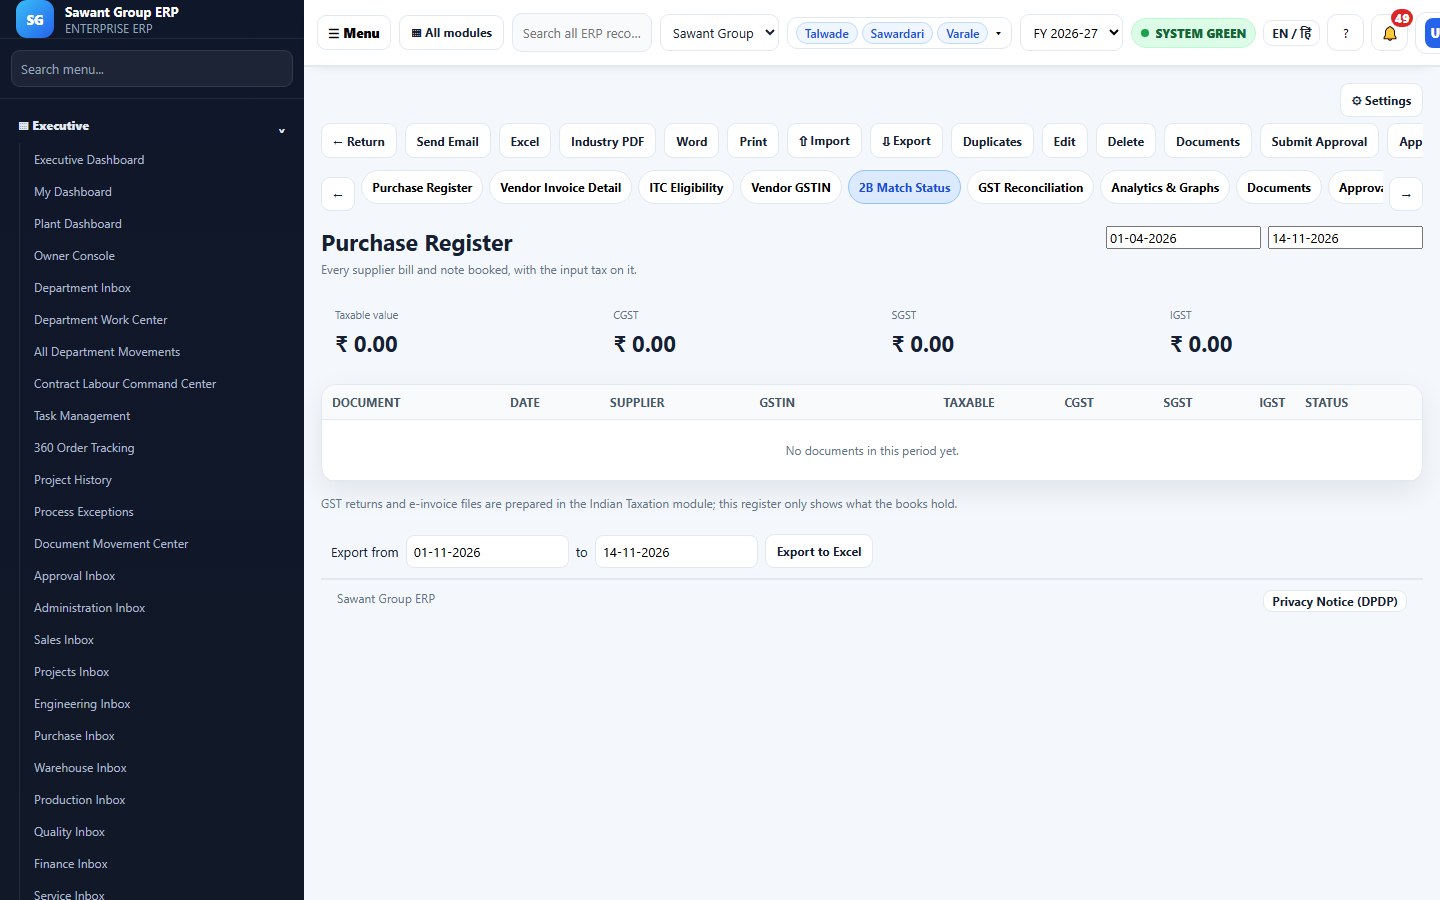 SG
Sawant Group ERP
ENTERPRISE ERP
Search menu...
Executive
Executive Dashboard
My Dashboard
Plant Dashboard
Owner Console
Department Inbox
Department Work Center
All Department Movements
Contract Labour Command Center
Task Management
360 Order Tracking
Project History
Process Exceptions
Document Movement Center
Approval Inbox
Administration Inbox
Sales Inbox
Projects Inbox
Engineering Inbox
Purchase Inbox
Warehouse Inbox
Production Inbox
Quality Inbox
Finance Inbox
Service Inbox
☰ Menu
All modules
Search all ERP reco...
Sawant Group
Talwade
Sawardari
Varale
FY 2026-27
SYSTEM GREEN
EN / हिं
?
49
U
⚙ Settings
← Return
Send Email
Excel
Industry PDF
Word
Print
⇧ Import
⇩ Export
Duplicates
Edit
Delete
Documents
Submit Approval
App
←
Purchase Register
Vendor Invoice Detail
ITC Eligibility
Vendor GSTIN
2B Match Status
GST Reconciliation
Analytics & Graphs
Documents
Approva
→
Purchase Register
01-04-2026
14-11-2026
Every supplier bill and note booked, with the input tax on it.
Taxable value
₹ 0.00
CGST
₹ 0.00
SGST
₹ 0.00
IGST
₹ 0.00
DOCUMENT DATE SUPPLIER GSTIN TAXABLE CGST SGST IGST STATUS
No documents in this period yet.
GST returns and e-invoice files are prepared in the Indian Taxation module; this register only shows what the books hold.
Export from 01-11-2026 to 14-11-2026 Export to Excel
Sawant Group ERP
Privacy Notice (DPDP)